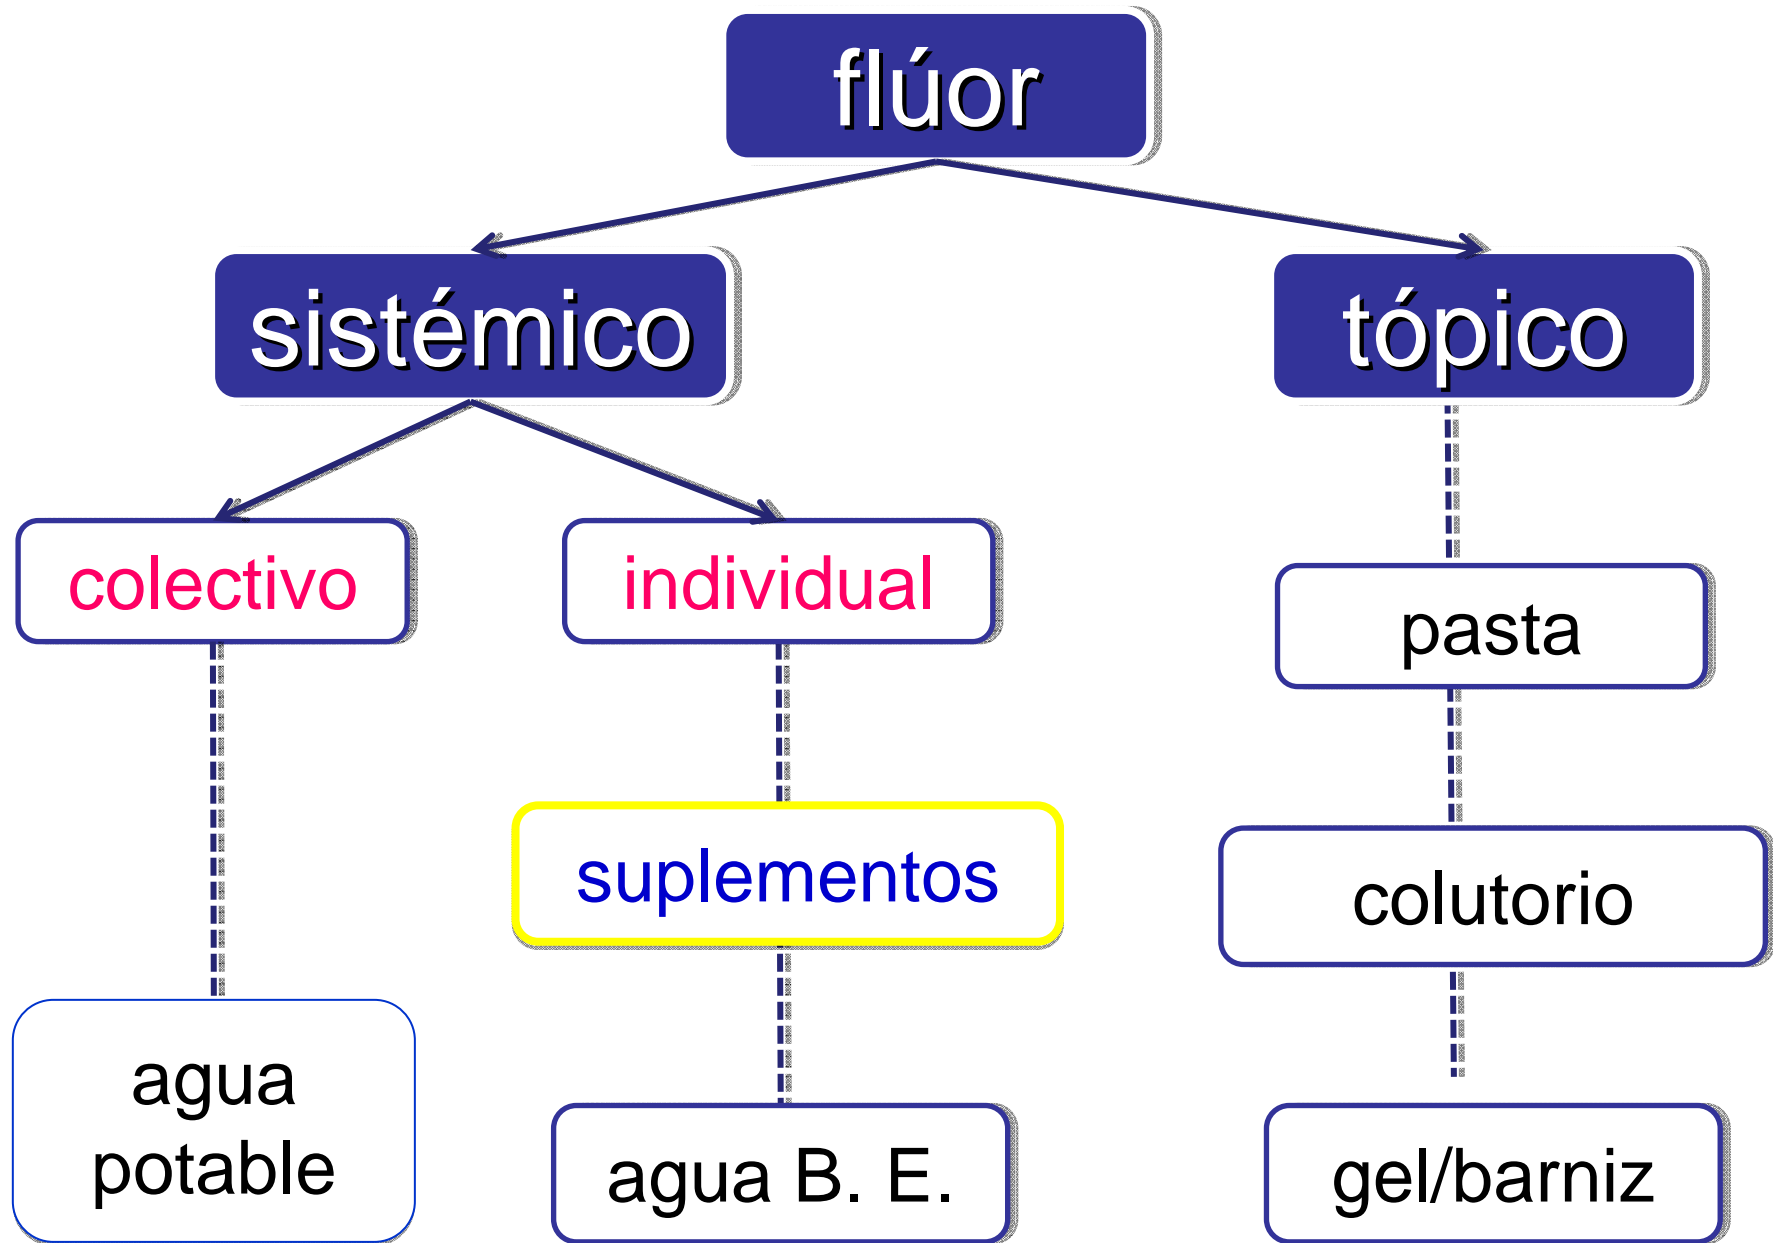 flúor
sistémico
tópico
colectivo
individual
pasta
suplementos
colutorio
agua
potable
agua B. E.
gel/barniz